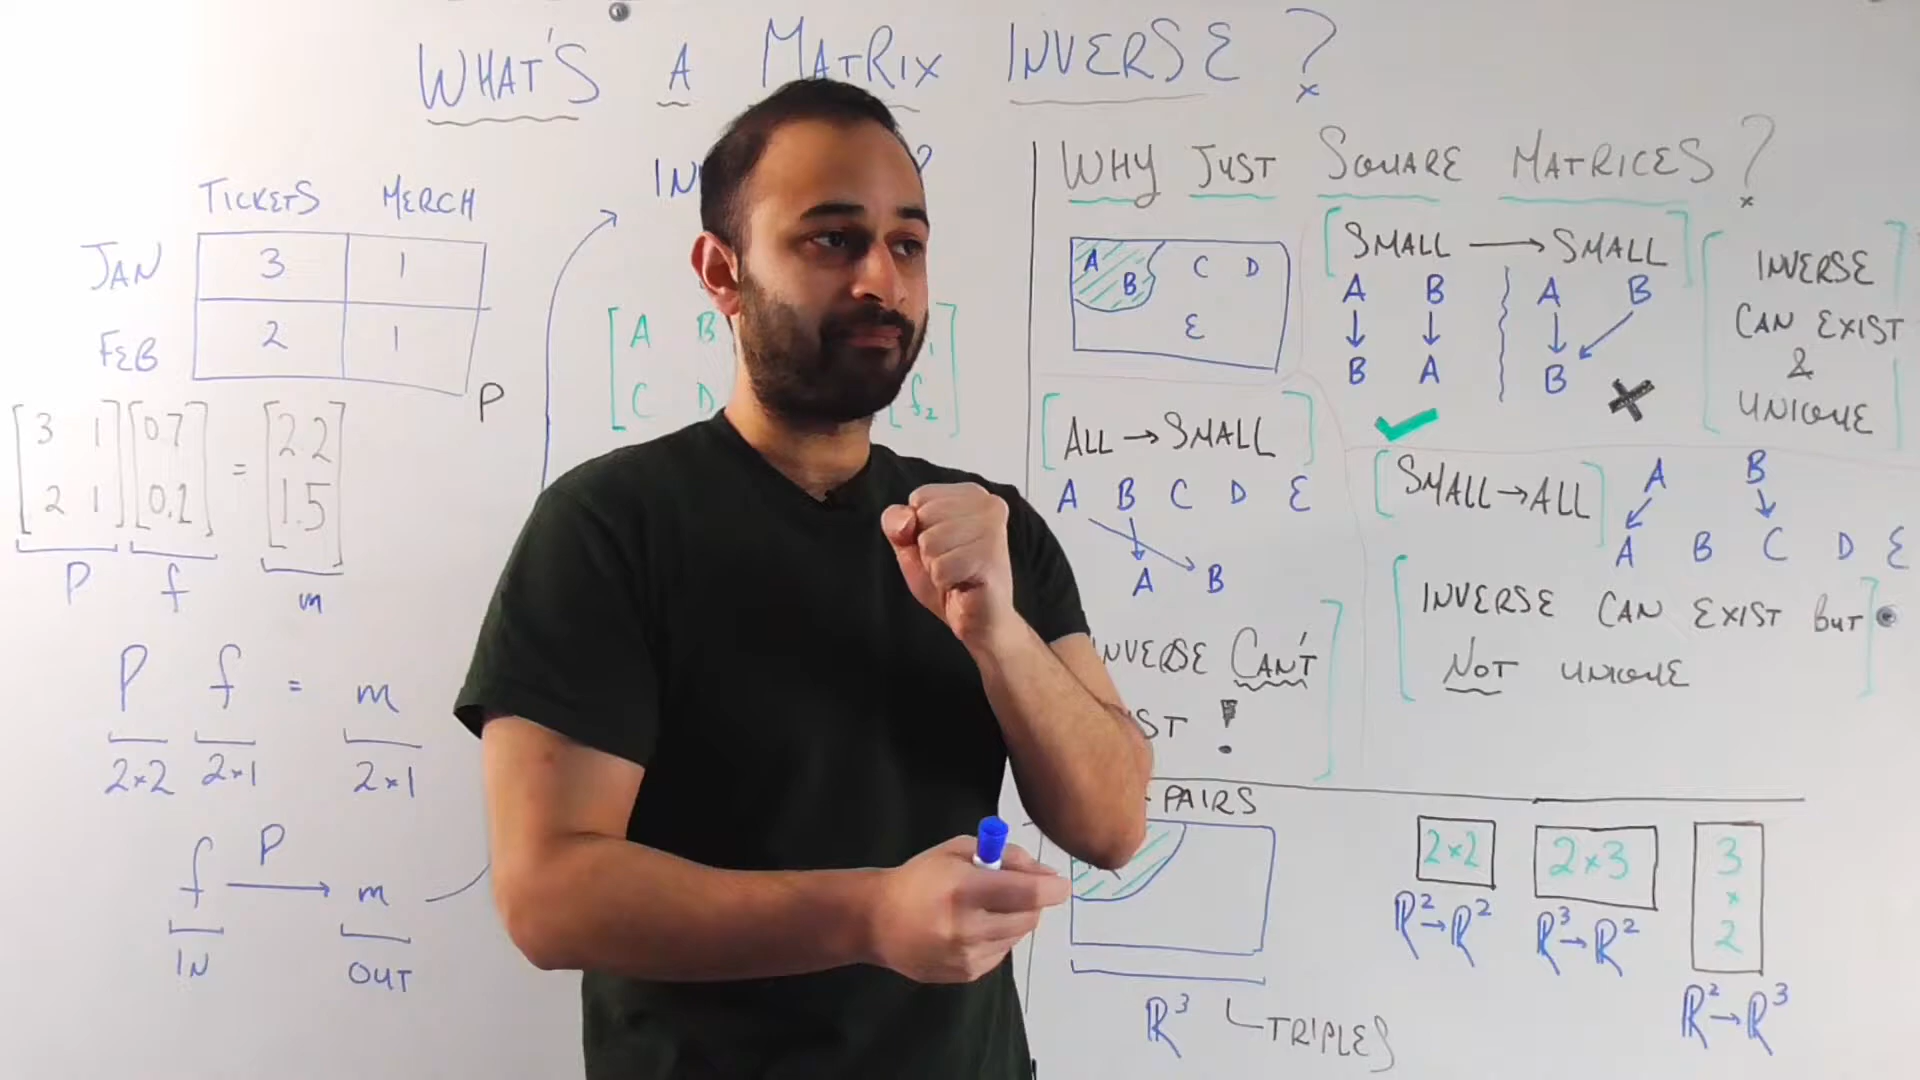 WHAT'S A MATRIX INVERSE ?
TICKETS MERCH
JAN 3 1
FEB 2 1
P
[3 1 [0.7 = [2.2
2 1] 0.1] 1.5]
P f m
P f = m
2×2 2×1 2×1
f P→ m
IN OUT
?
A B
C D f2
WHY JUST SQUARE MATRICES ?
A B C D
E
[SMALL → SMALL]
A B A B
B A B
INVERSE
CAN EXIST
&
UNIQUE
[ALL → SMALL]
A B C D E
A B
INVERSE CAN'T
!
[SMALL → ALL]
A B
A B C D E
INVERSE CAN EXIST BUT
NOT UNIQUE
PAIRS
R³ TRIPLES
2×2
R²→R²
2×3
R³→R²
3
×
2
R²→R³